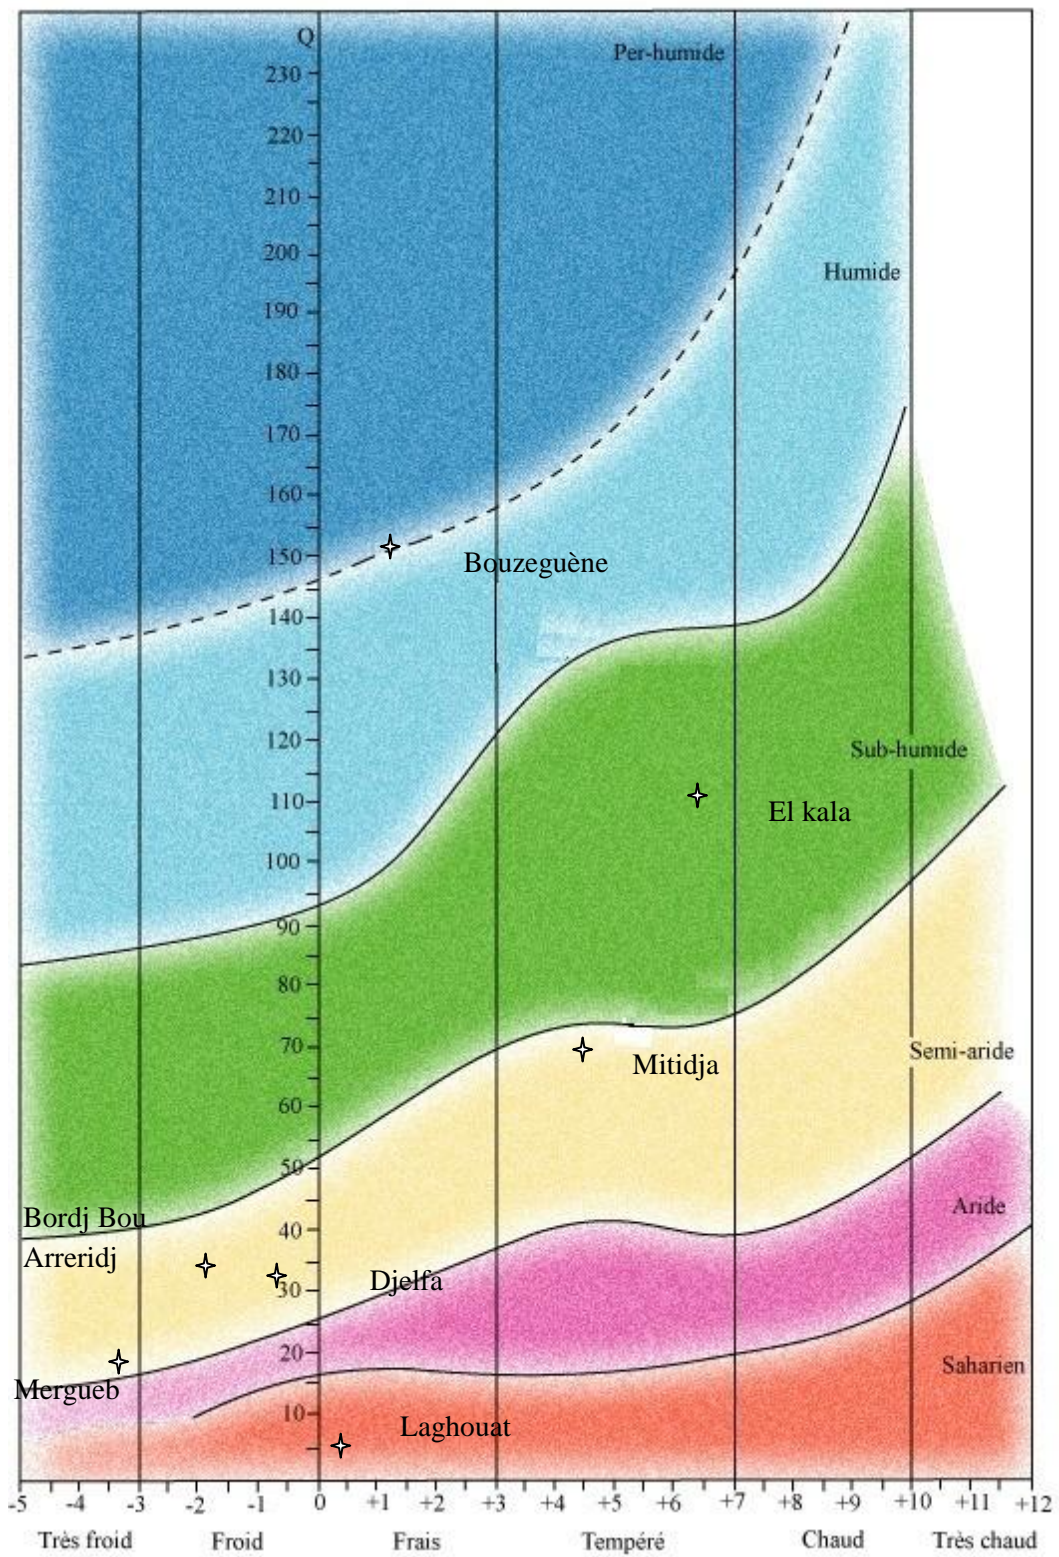 Q
Per-humide
230
220
210
200
Humide
190
180
170
160
150
Bouzeguène
140
130
120
Sub-humide
110
El kala
100
90
80
70
Semi-aride
Mitidja
60
50
Bordj Bou
Aride
40
Arreridj
30
Djelfa
20
Saharien
Mergueb
10
Laghouat
-5 -4 -3 -2 -1 0 +1 +2 +3 +4 +5 +6 +7 +8 +9 +10 +11 +12
Très froid Froid Frais Tempéré Chaud Très chaud